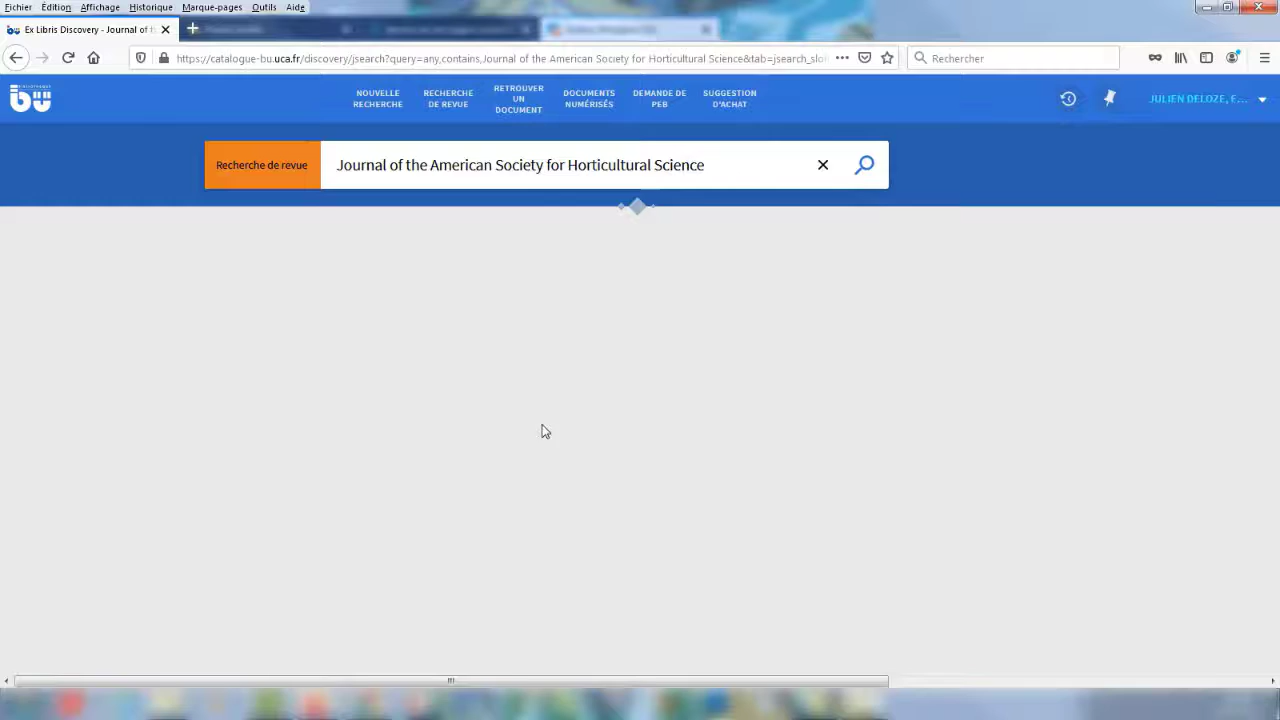 Fichier Édition Affichage Historique Marque-pages Outils Aide
Ex Libris Discovery - Journal of t
https://catalogue-bu.uca.fr/discovery/jsearch?query=any,contains,Journal of the American Society for Horticultural Science&tab=jsearch_slo
Rechercher
BIBLIOTHÈQUE
bu
NOUVELLE RECHERCHE
RECHERCHE DE REVUE
RETROUVER UN DOCUMENT
DOCUMENTS NUMÉRISÉS
DEMANDE DE PEB
SUGGESTION D'ACHAT
JULIEN DELOZE, E...
Recherche de revue
Journal of the American Society for Horticultural Science